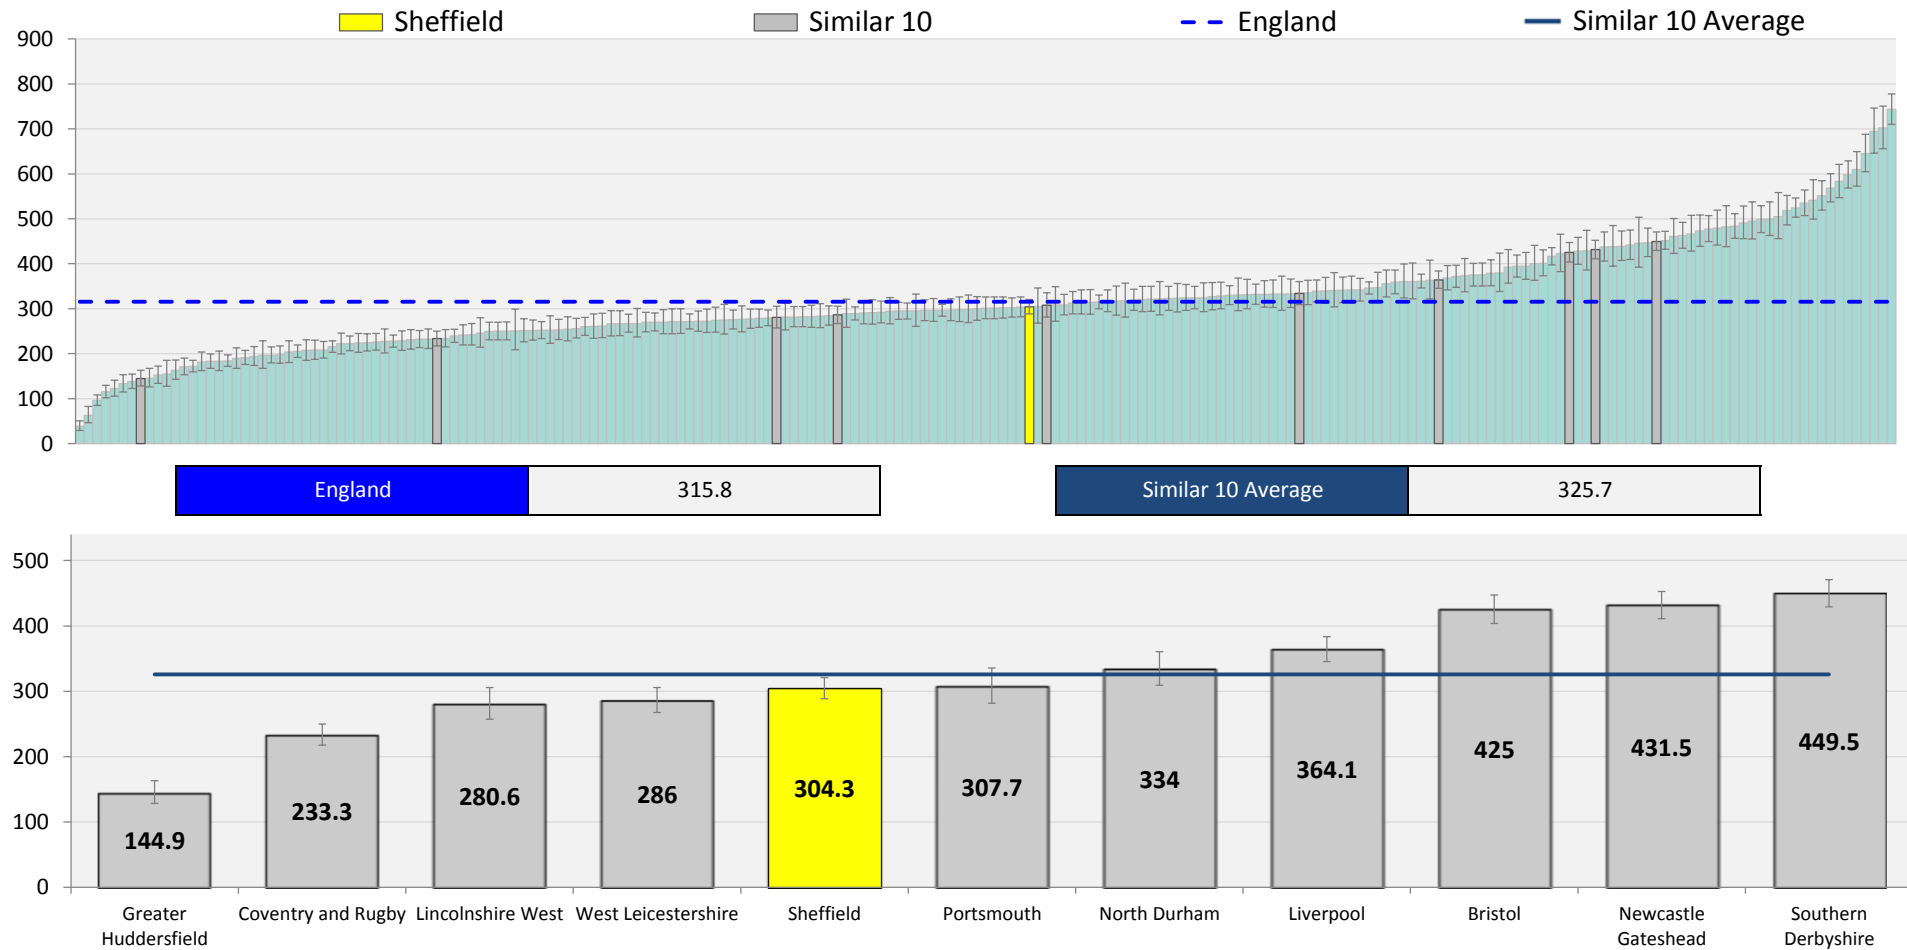 Sheffield
Similar 10
England
Similar 10 Average
900
800
700
600
500
400
300
200
100
0
England
315.8
Similar 10 Average
325.7
500
400
300
200
100
0
144.9
233.3
280.6
286
304.3
307.7
334
364.1
425
431.5
449.5
Greater
Huddersfield
Coventry and Rugby
Lincolnshire West
West Leicestershire
Sheffield
Portsmouth
North Durham
Liverpool
Bristol
Newcastle
Gateshead
Southern
Derbyshire